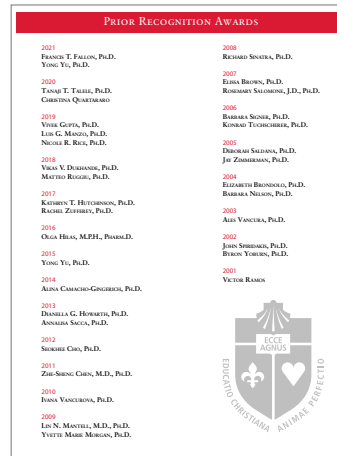 PRIOR RECOGNITION AWARDS
2021
FRANCIS T. FALLON, PH.D.
YONG YU, PH.D.
2020
TANAJI T. TALELE, PH.D.
CHRISTINA QUARTARARO
2019
VIVEK GUPTA, PH.D.
LUIS G. MANZO, PH.D.
NICOLE R. RICE, PH.D.
2018
VIKAS V. DUKHANDE, PH.D.
MATTEO RUGGIU, PH.D.
2017
KATHRYN T. HUTCHINSON, PH.D.
RACHEL ZUFFEREY, PH.D.
2016
OLGA HILAS, M.P.H., PHARM.D.
2015
YONG YU, PH.D.
2014
ALINA CAMACHO-GINGERICH, PH.D.
2013
DIANELLA G. HOWARTH, PH.D.
ANNALISA SACCA, PH.D.
2012
SEOKHEE CHO, PH.D.
2011
ZHE-SHENG CHEN, M.D., PH.D.
2010
IVANA VANCUROVA, PH.D.
2009
LIN N. MANTELL, M.D., PH.D.
YVETTE MARIE MORGAN, PH.D.
2008
RICHARD SINATRA, PH.D.
2007
ELISSA BROWN, PH.D.
ROSEMARY SALOMONE, J.D., PH.D.
2006
BARBARA SIGNER, PH.D.
KONRAD TUCHSCHERER, PH.D.
2005
DEBORAH SALDANA, PH.D.
JAY ZIMMERMAN, PH.D.
2004
ELIZABETH BRONDOLO, PH.D.
BARBARA NELSON, PH.D.
2003
ALES VANCURA, PH.D.
2002
JOHN SPIRIDAKIS, PH.D.
BYRON YOBURN, PH.D.
2001
VICTOR RAMOS
ECCE
AGNUS
EDUCATIO CHRISTIANA ANIMAE PERFECTIO